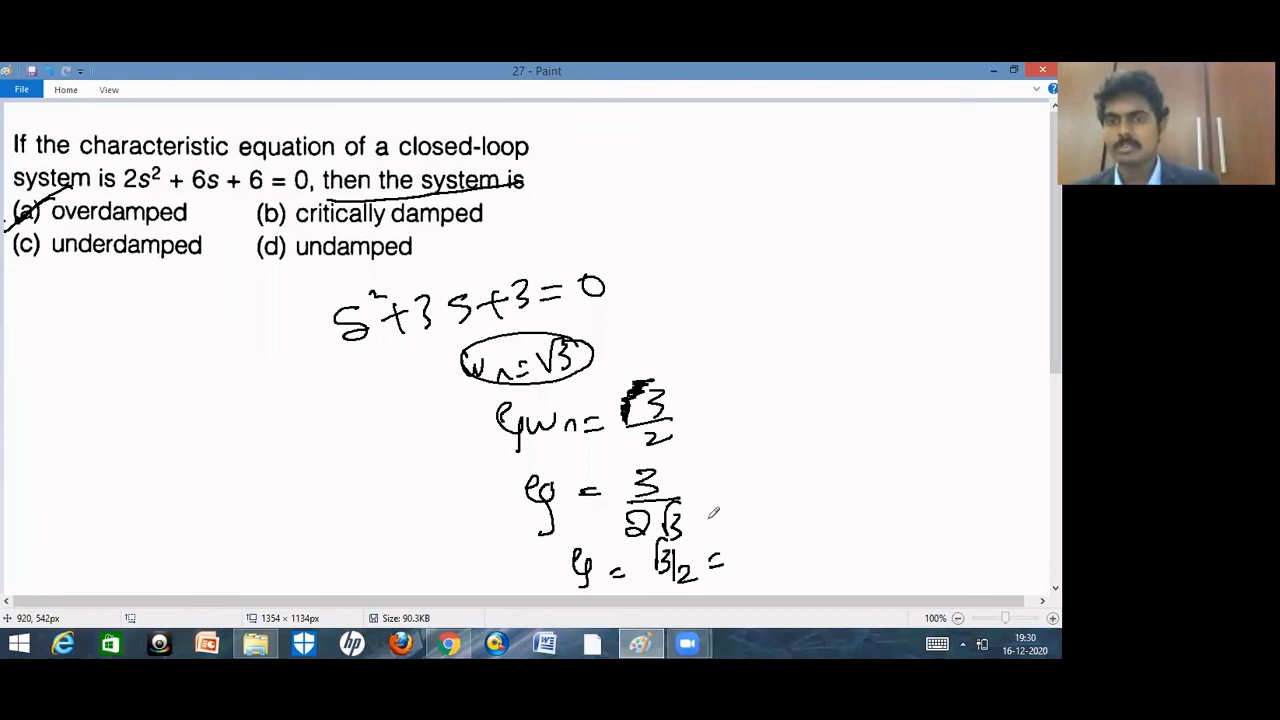 27 - Paint
File Home View
If the characteristic equation of a closed-loop
system is 2s² + 6s + 6 = 0, then the system is
(a) overdamped (b) critically damped
(c) underdamped (d) undamped
s²+3s+3=0
ωn=√3
ξωn=3/2
ξ = 3/2√3
ξ = √3/2 =
920, 542px 1354 × 1134px Size: 90.3KB 100%
19:30
16-12-2020